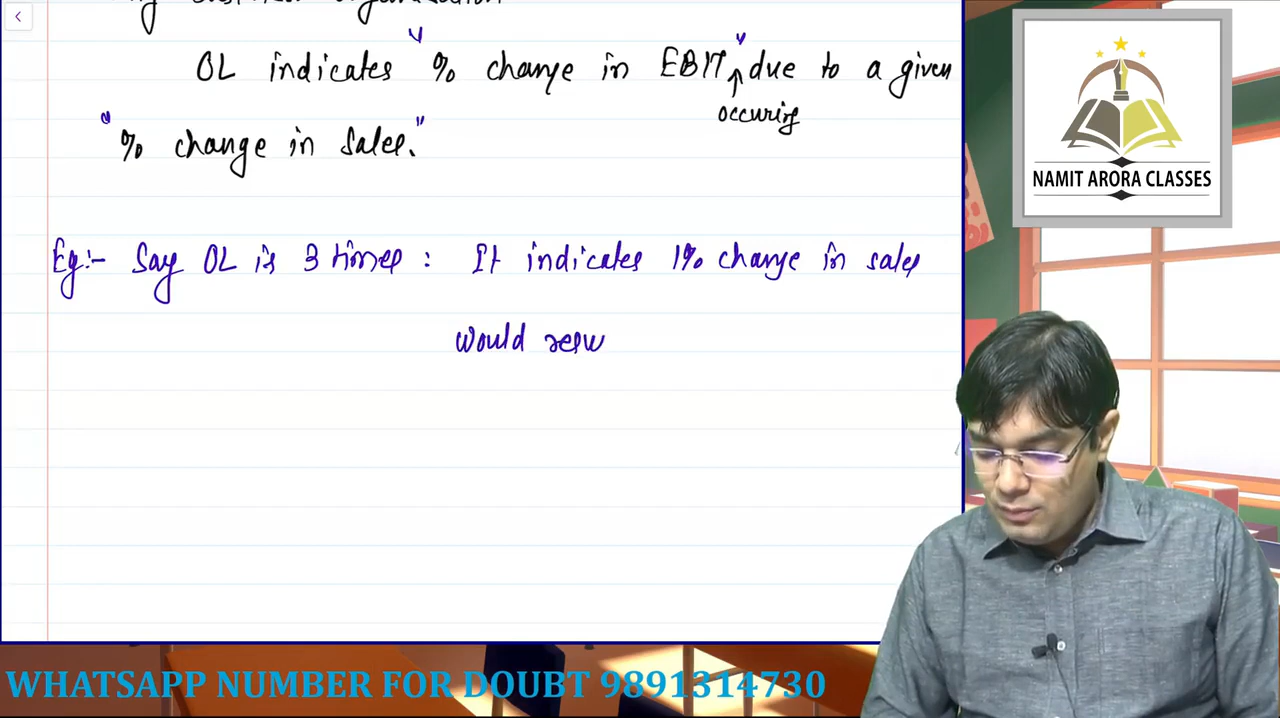 OL indicates "% change in EBIT" due to a given
occuring
"% change in Sales."
Eg:- Say OL is 3 times : It indicates 1% change in sales
would resu
NAMIT ARORA CLASSES
WHATSAPP NUMBER FOR DOUBT 9891314730